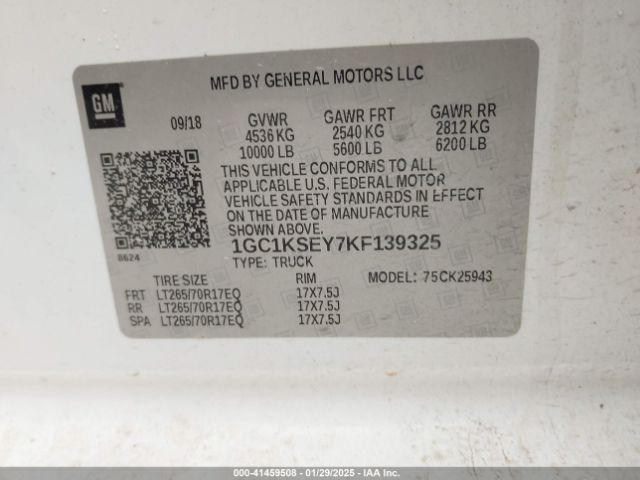 GM
MFD BY GENERAL MOTORS LLC
09/18 GVWR GAWR FRT GAWR RR
4536 KG 2540 KG 2812 KG
10000 LB 5600 LB 6200 LB
THIS VEHICLE CONFORMS TO ALL
APPLICABLE U.S. FEDERAL MOTOR
VEHICLE SAFETY STANDARDS IN EFFECT
ON THE DATE OF MANUFACTURE
SHOWN ABOVE.
8624 1GC1KSEY7KF139325
TYPE: TRUCK
TIRE SIZE RIM MODEL: 75CK25943
FRT LT265/70R17EQ 17X7.5J
RR LT265/70R17EQ 17X7.5J
SPA LT265/70R17EQ 17X7.5J
000-41459508 - 01/29/2025 - IAA Inc.